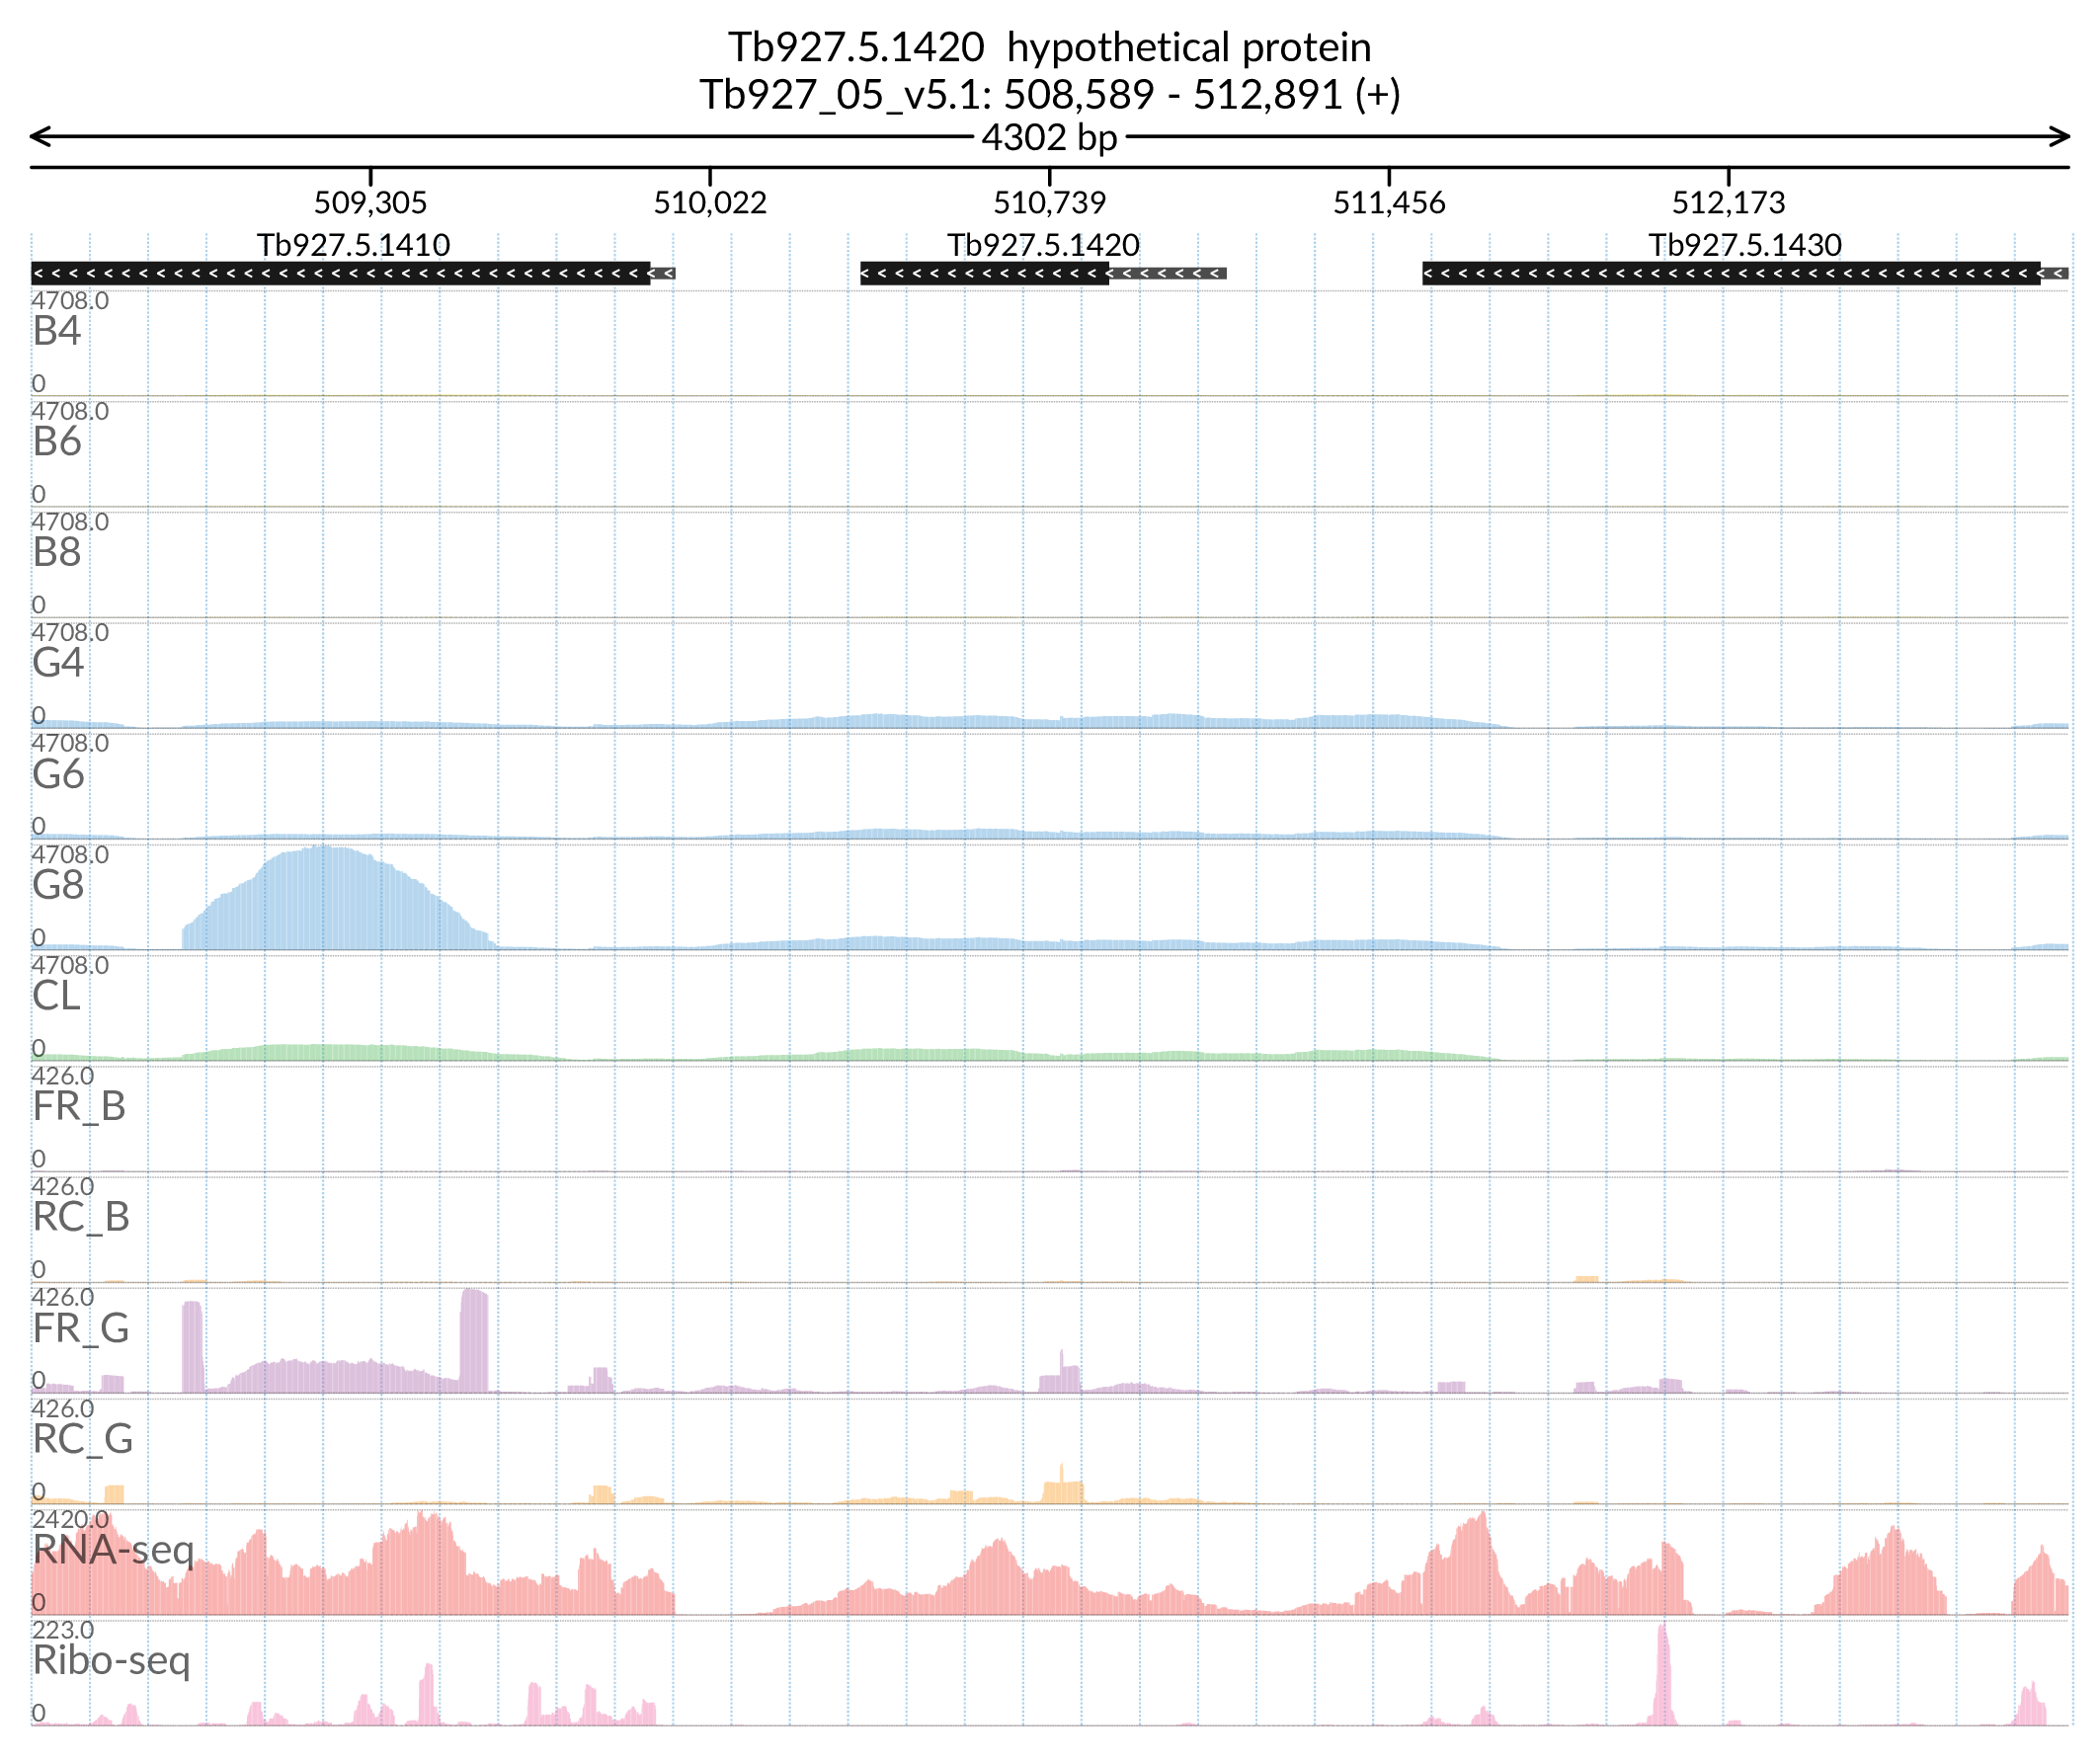 Tb927.5.1420  hypothetical protein
Tb927_05_v5.1: 508,589 - 512,891 (+)
4302 bp
509,305 510,022 510,739 511,456 512,173
Tb927.5.1410 Tb927.5.1420 Tb927.5.1430
4708.0
B4
0
4708.0
B6
0
4708.0
B8
0
4708.0
G4
0
4708.0
G6
0
4708.0
G8
0
4708.0
CL
0
426.0
FR_B
0
426.0
RC_B
0
426.0
FR_G
0
426.0
RC_G
0
2420.0
RNA-seq
0
223.0
Ribo-seq
0